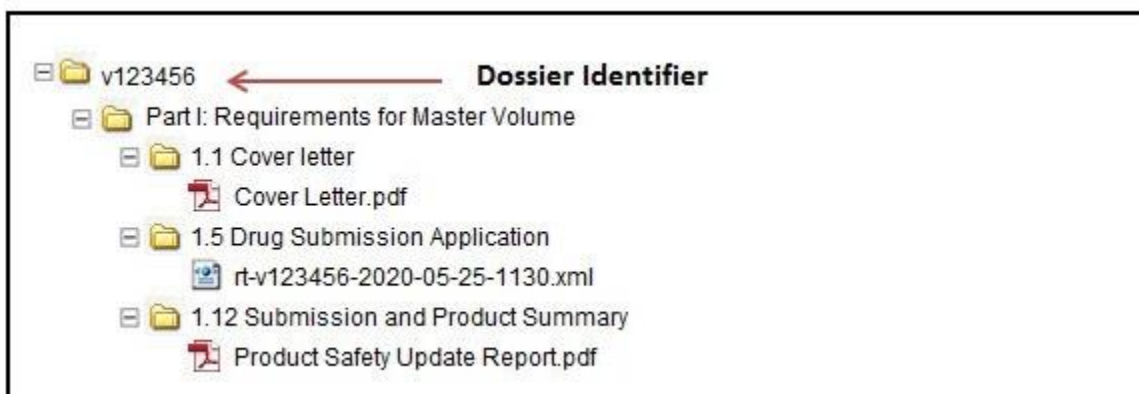 v123456 Dossier Identifier
Part I: Requirements for Master Volume
1.1 Cover letter
Cover Letter.pdf
1.5 Drug Submission Application
rt-v123456-2020-05-25-1130.xml
1.12 Submission and Product Summary
Product Safety Update Report.pdf